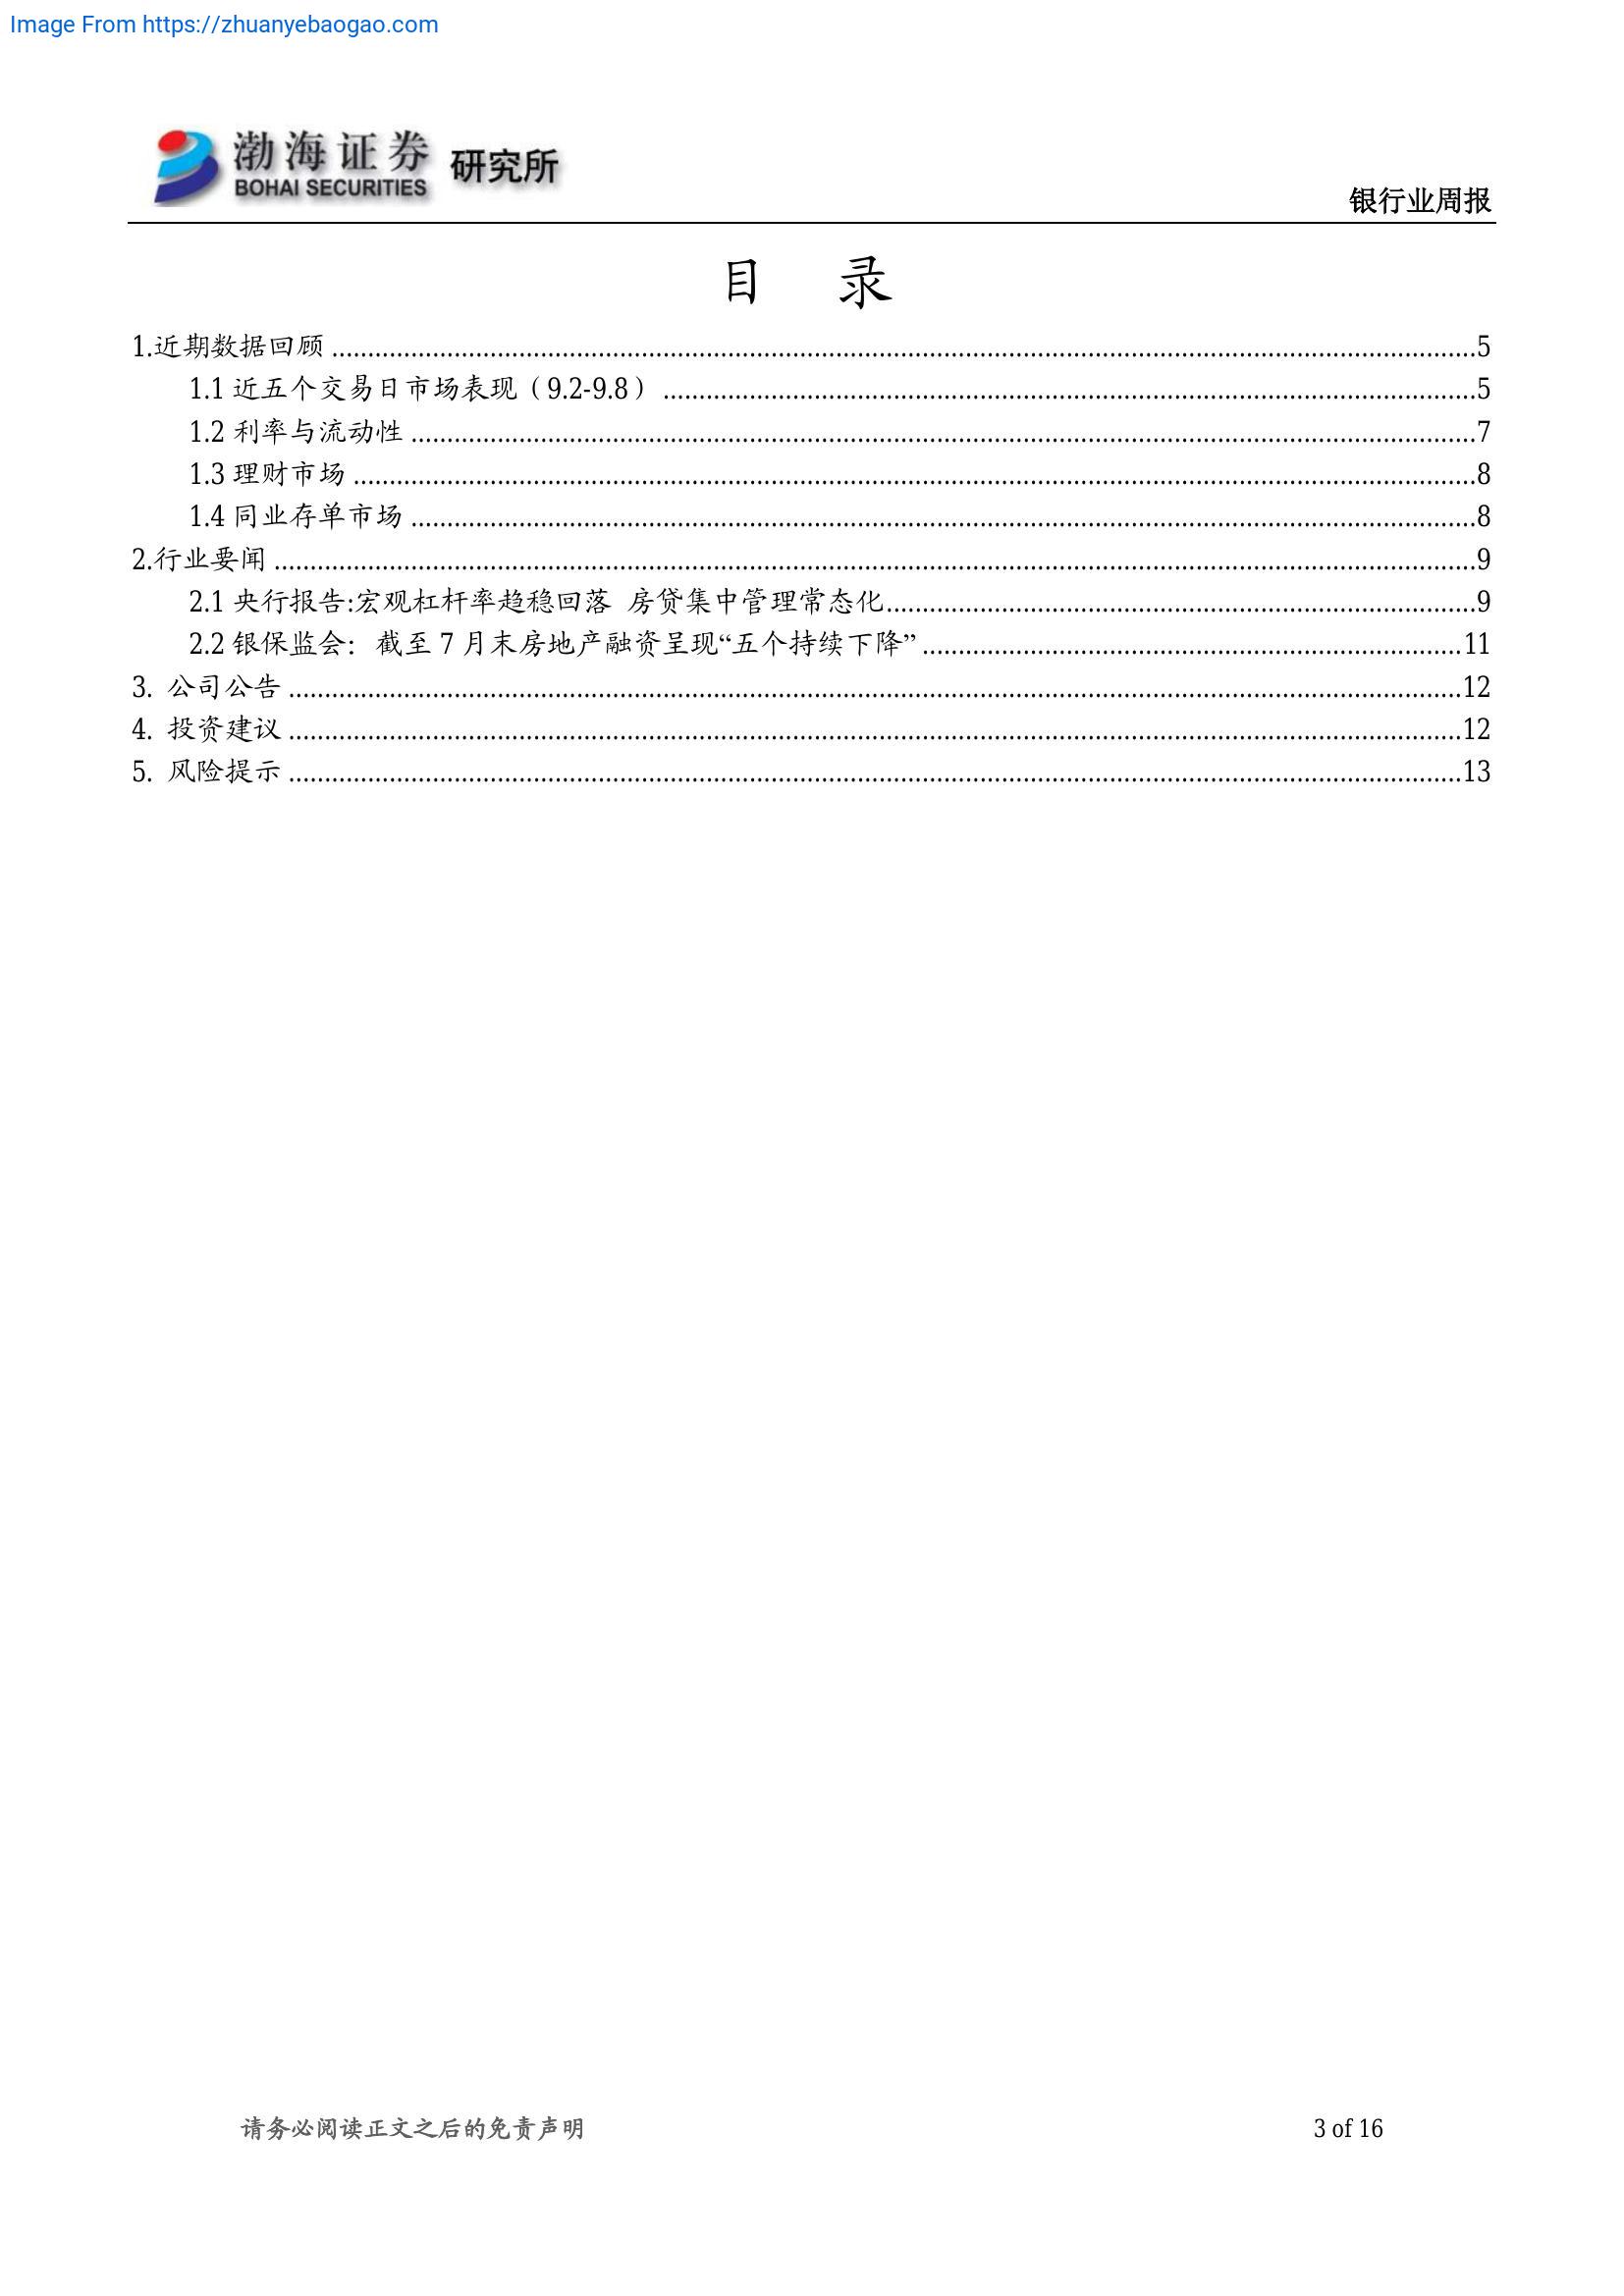 Image From https://zhuanyebaogao.com
渤海证券 研究所
BOHAI SECURITIES
银行业周报
目 录
1.近期数据回顾 ........ 5
1.1 近五个交易日市场表现（9.2-9.8） ........ 5
1.2 利率与流动性 ........ 7
1.3 理财市场 ........ 8
1.4 同业存单市场 ........ 8
2.行业要闻 ........ 9
2.1 央行报告:宏观杠杆率趋稳回落 房贷集中管理常态化........ 9
2.2 银保监会：截至 7 月末房地产融资呈现“五个持续下降” ........ 11
3. 公司公告 ........ 12
4. 投资建议 ........ 12
5. 风险提示 ........ 13
请务必阅读正文之后的免责声明 3 of 16